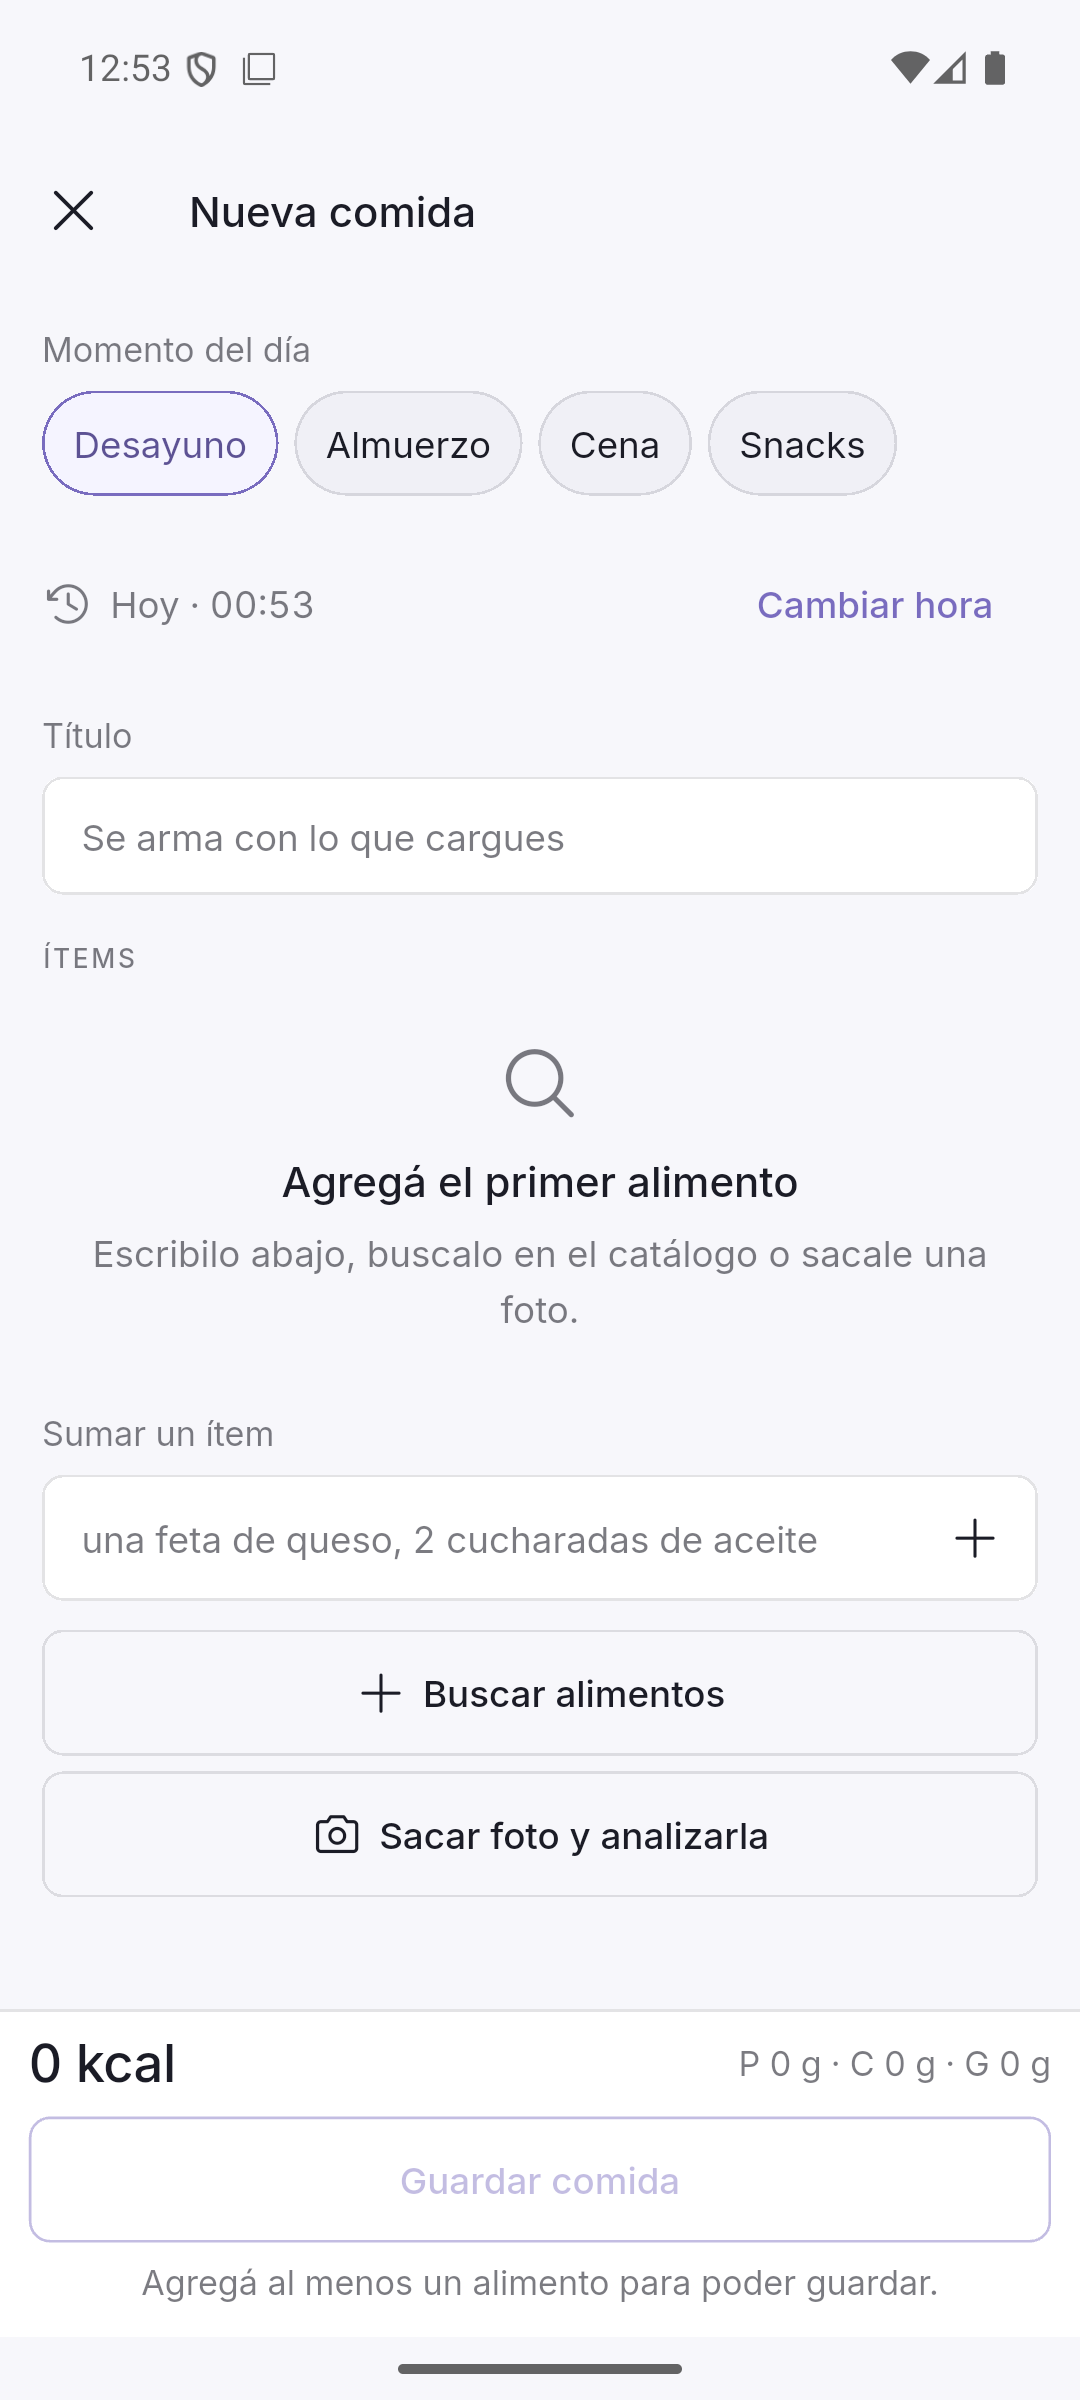 12:53
Nueva comida
Momento del día
Desayuno Almuerzo Cena Snacks
Hoy · 00:53 Cambiar hora
Título
Se arma con lo que cargues
ÍTEMS
Agregá el primer alimento
Escribilo abajo, buscalo en el catálogo o sacale una
foto.
Sumar un ítem
una feta de queso, 2 cucharadas de aceite
Buscar alimentos
Sacar foto y analizarla
0 kcal P 0 g · C 0 g · G 0 g
Guardar comida
Agregá al menos un alimento para poder guardar.